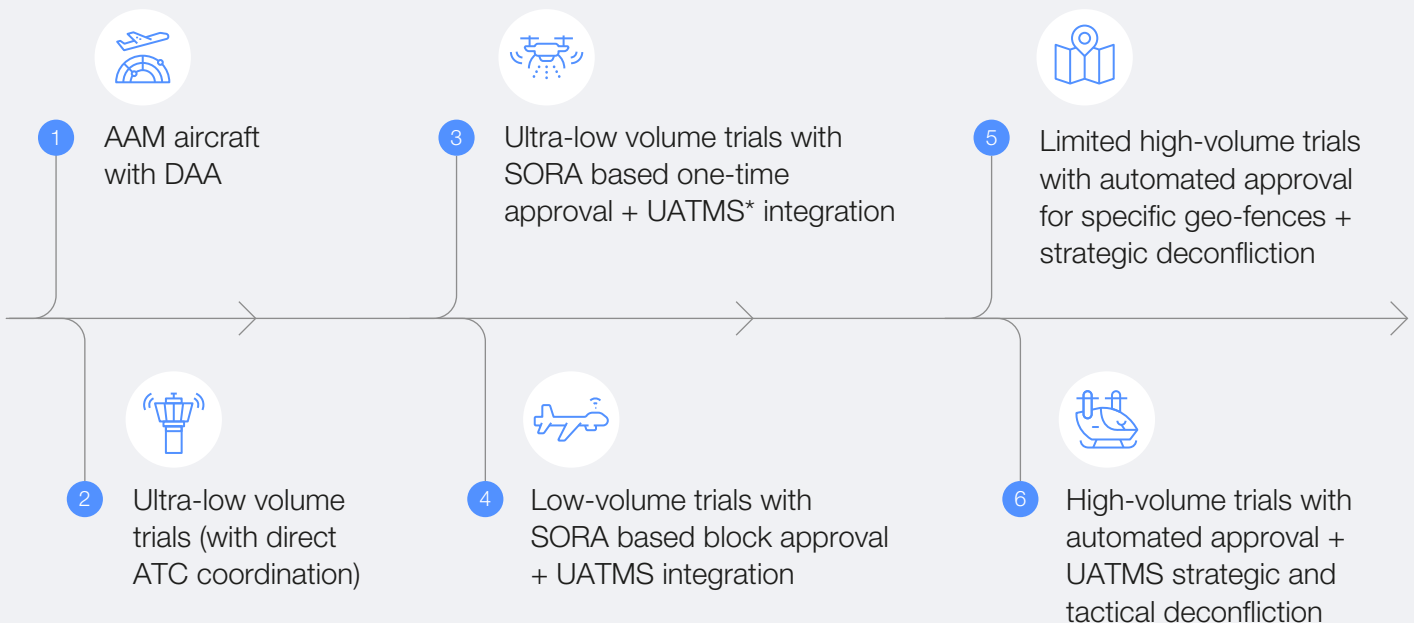 1
AAM aircraft
with DAA
3
Ultra-low volume trials with
SORA based one-time
approval + UATMS* integration
5
Limited high-volume trials
with automated approval
for specific geo-fences +
strategic deconfliction
2
Ultra-low volume
trials (with direct
ATC coordination)
4
Low-volume trials with
SORA based block approval
+ UATMS integration
6
High-volume trials with
automated approval +
UATMS strategic and
tactical deconfliction